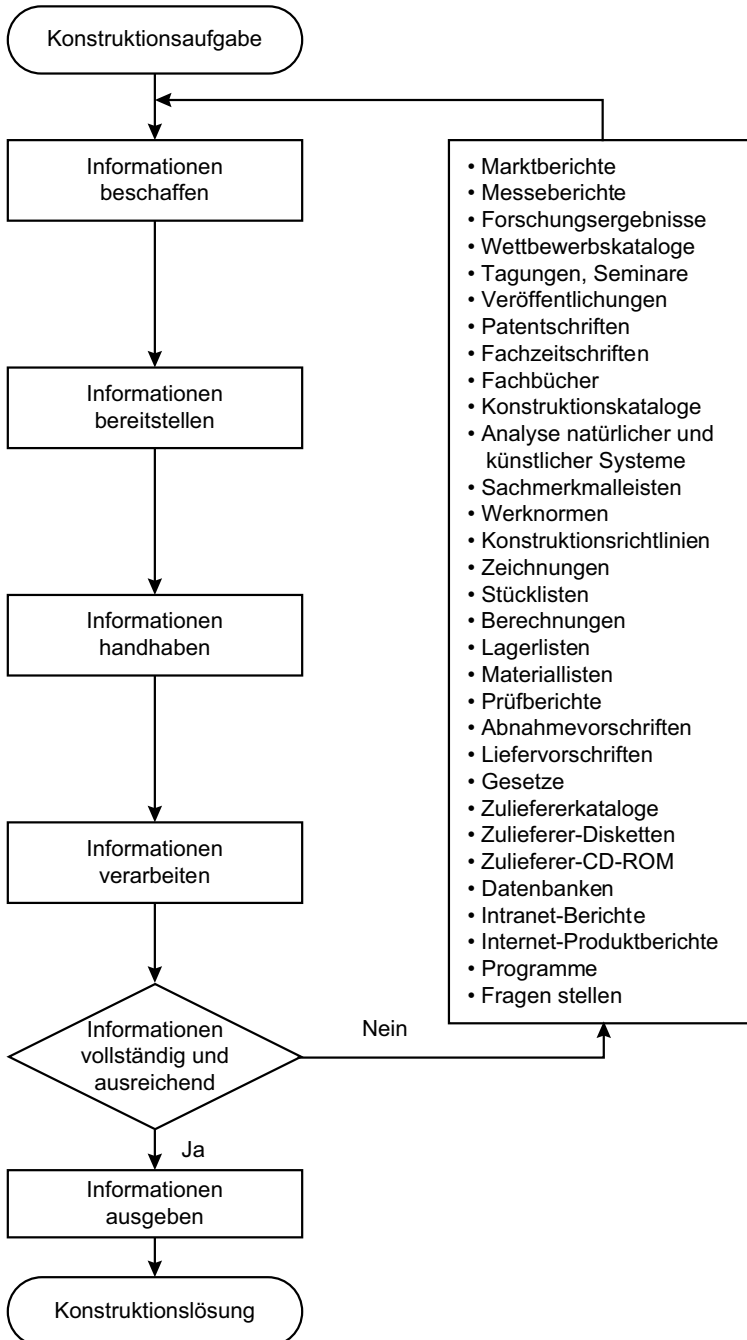 Konstruktionsaufgabe
Informationen
beschaffen
Informationen
bereitstellen
Informationen
handhaben
Informationen
verarbeiten
Informationen
vollständig und
ausreichend
Nein
Ja
Informationen
ausgeben
Konstruktionslösung
• Marktberichte
• Messeberichte
• Forschungsergebnisse
• Wettbewerbskataloge
• Tagungen, Seminare
• Veröffentlichungen
• Patentschriften
• Fachzeitschriften
• Fachbücher
• Konstruktionskataloge
• Analyse natürlicher und
künstlicher Systeme
• Sachmerkmalleisten
• Werknormen
• Konstruktionsrichtlinien
• Zeichnungen
• Stücklisten
• Berechnungen
• Lagerlisten
• Materiallisten
• Prüfberichte
• Abnahmevorschriften
• Liefervorschriften
• Gesetze
• Zuliefererkataloge
• Zulieferer-Disketten
• Zulieferer-CD-ROM
• Datenbanken
• Intranet-Berichte
• Internet-Produktberichte
• Programme
• Fragen stellen